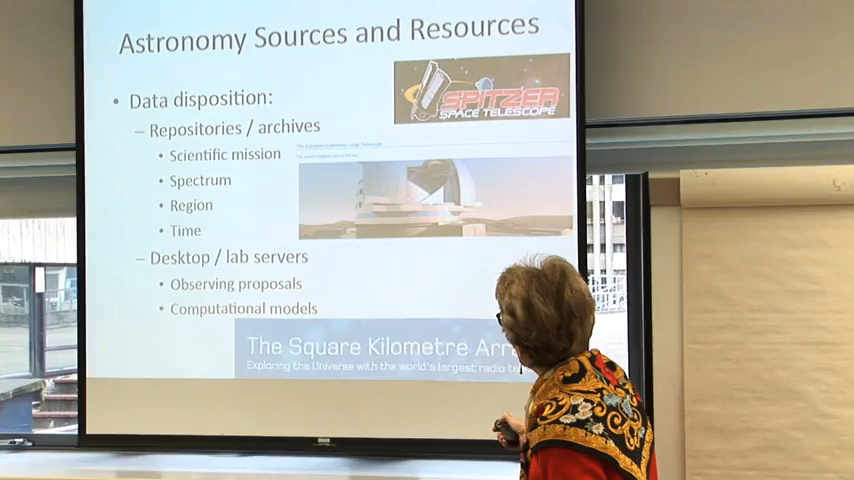 Astronomy Sources and Resources
• Data disposition:
– Repositories / archives
• Scientific mission
• Spectrum
• Region
• Time
– Desktop / lab servers
• Observing proposals
• Computational models
SPITZER
SPACE TELESCOPE
The Square Kilometre Arra
Exploring the Universe with the world's largest radio te